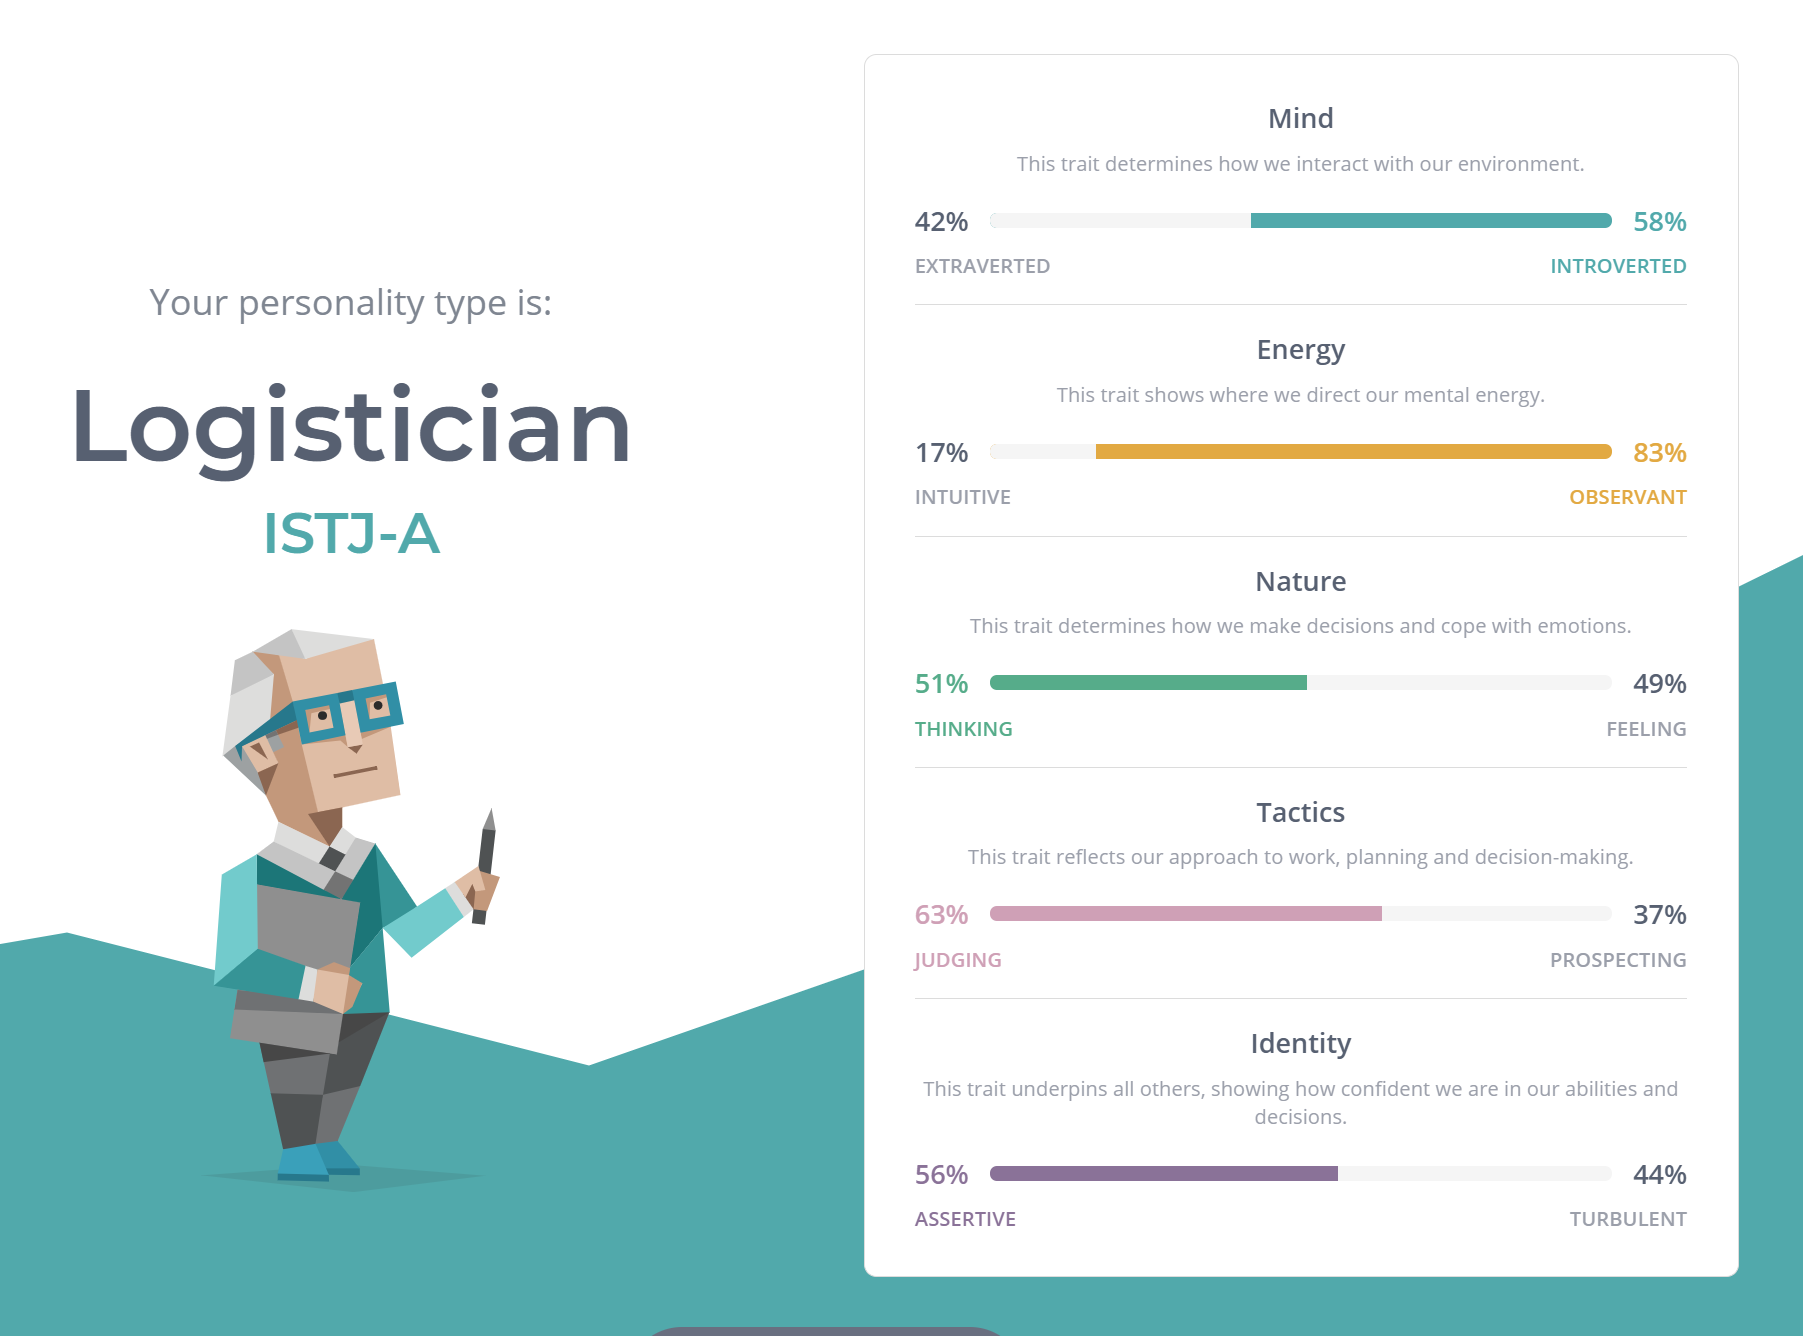 Your personality type is:
Logistician
ISTJ-A
Mind
This trait determines how we interact with our environment.
42% 58%
EXTRAVERTED INTROVERTED
Energy
This trait shows where we direct our mental energy.
17% 83%
INTUITIVE OBSERVANT
Nature
This trait determines how we make decisions and cope with emotions.
51% 49%
THINKING FEELING
Tactics
This trait reflects our approach to work, planning and decision-making.
63% 37%
JUDGING PROSPECTING
Identity
This trait underpins all others, showing how confident we are in our abilities and
decisions.
56% 44%
ASSERTIVE TURBULENT